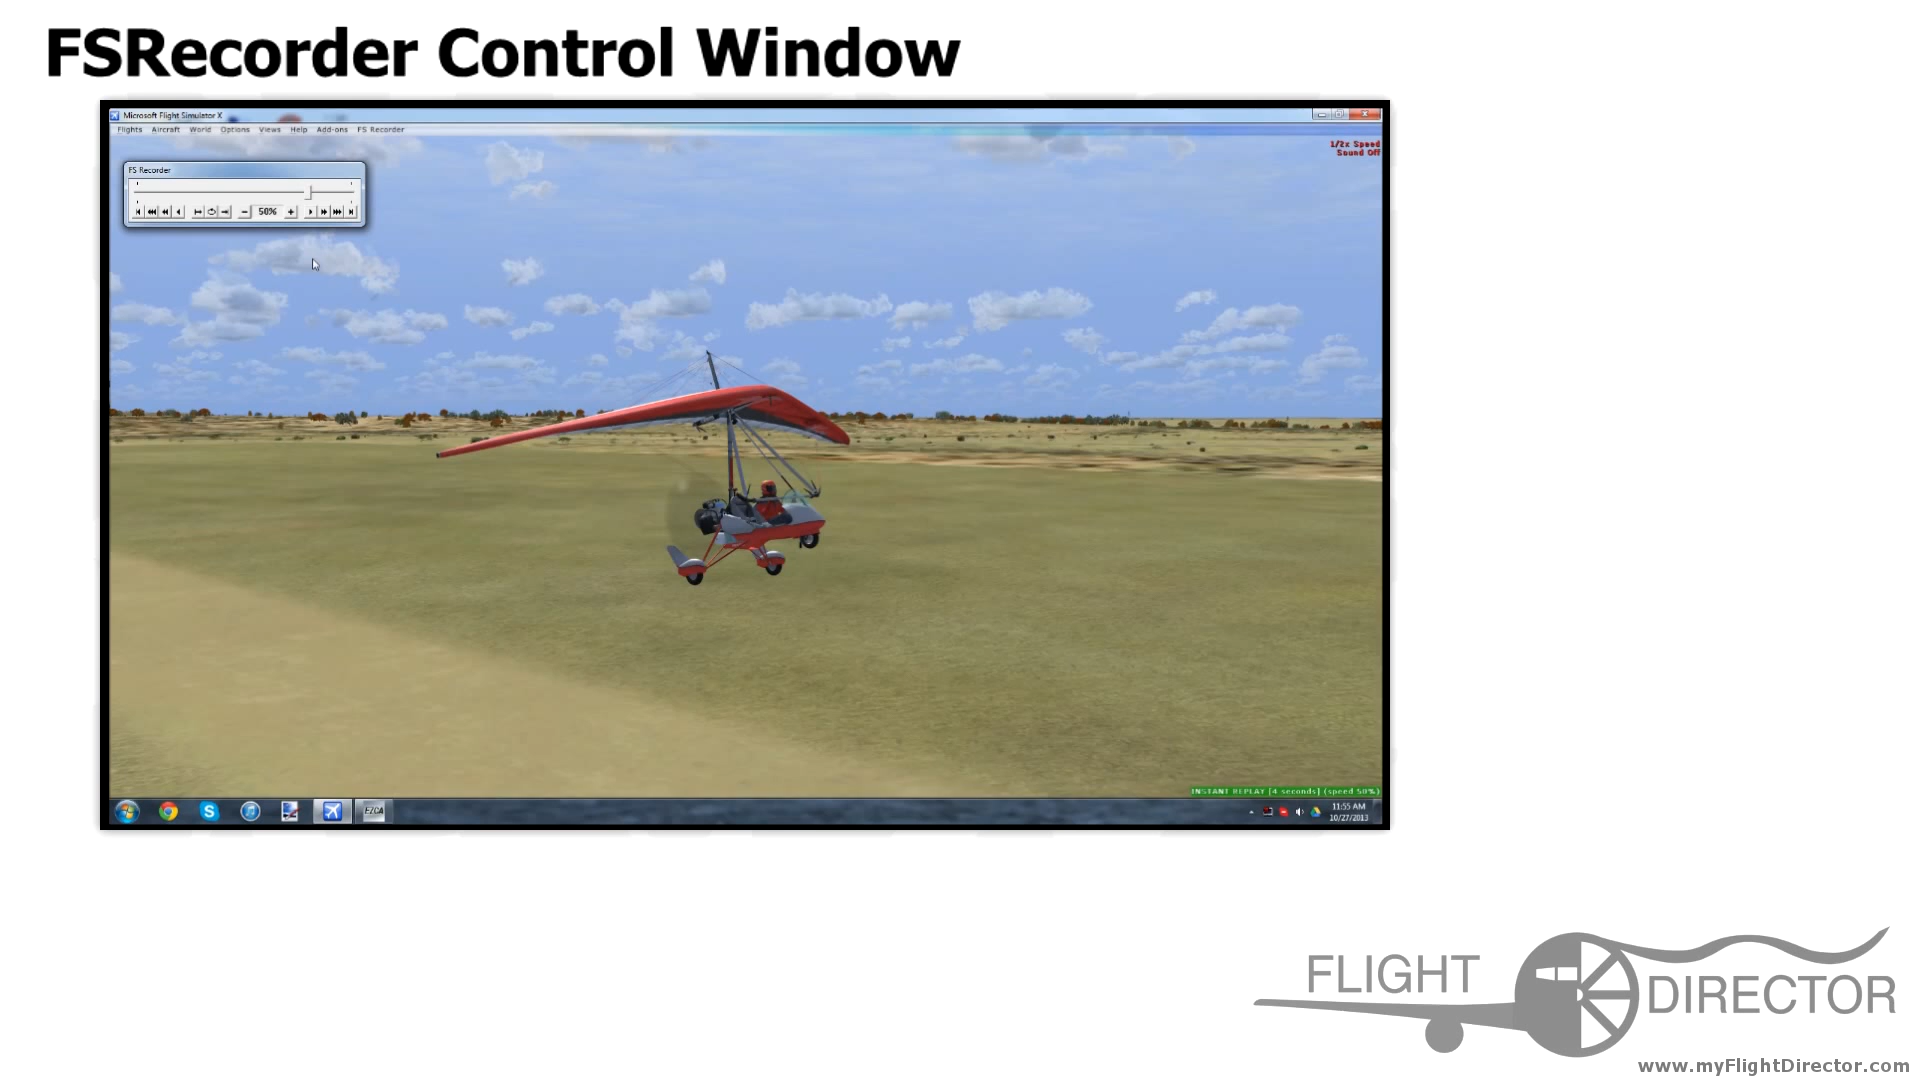 FSRecorder Control Window
Microsoft Flight Simulator X
Flights Aircraft World Options Views Help Add-ons FS Recorder
1/2x Speed
Sound Off
FS Recorder
50%
INSTANT REPLAY [4 seconds] (speed 50%)
EZCA
11:55 AM
10/27/2013
FLIGHT
DIRECTOR
www.myFlightDirector.com